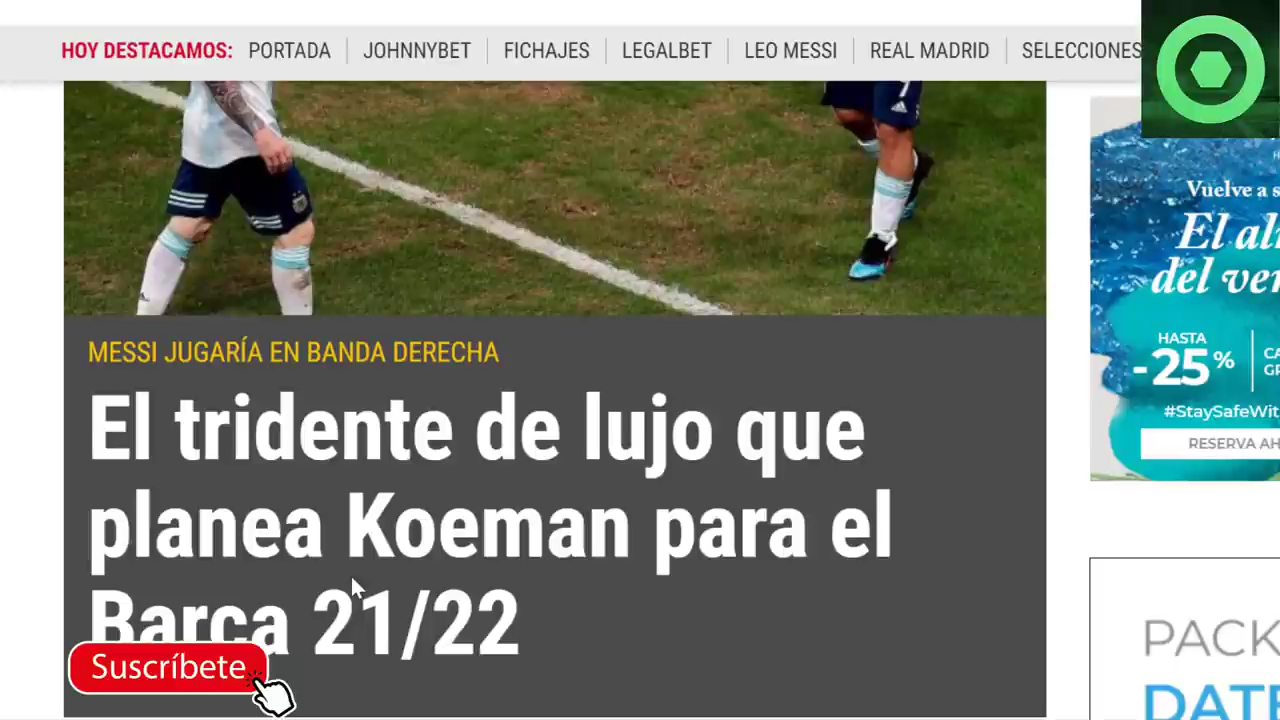 HOY DESTACAMOS: PORTADA JOHNNYBET FICHAJES LEGALBET LEO MESSI REAL MADRID SELECCIONES
MESSI JUGARÍA EN BANDA DERECHA
El tridente de lujo que
planea Koeman para el
Barça 21/22
Suscríbete
Vuelve a s
El al
del ver
HASTA
-25%
CA
GR
#StaySafeWit
RESERVA AH
PACK
DATE